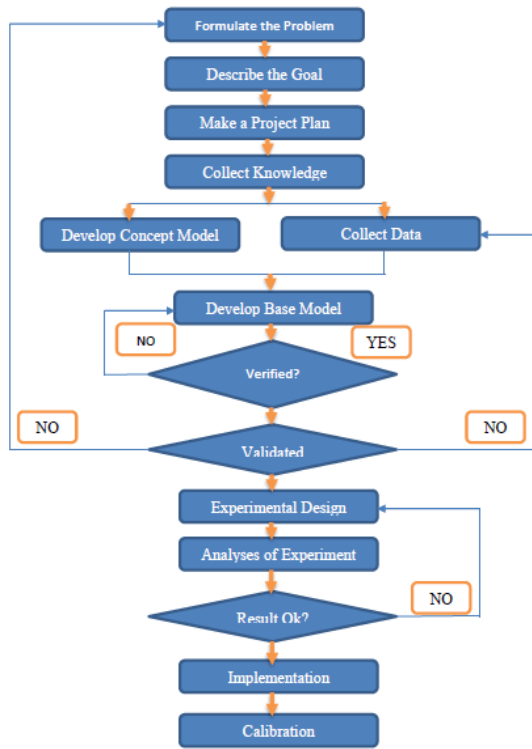 Formulate the Problem
Describe the Goal
Make a Project Plan
Collect Knowledge
Develop Concept Model
Collect Data
Develop Base Model
NO
YES
Verified?
NO
Validated
NO
Experimental Design
Analyses of Experiment
Result Ok?
NO
Implementation
Calibration